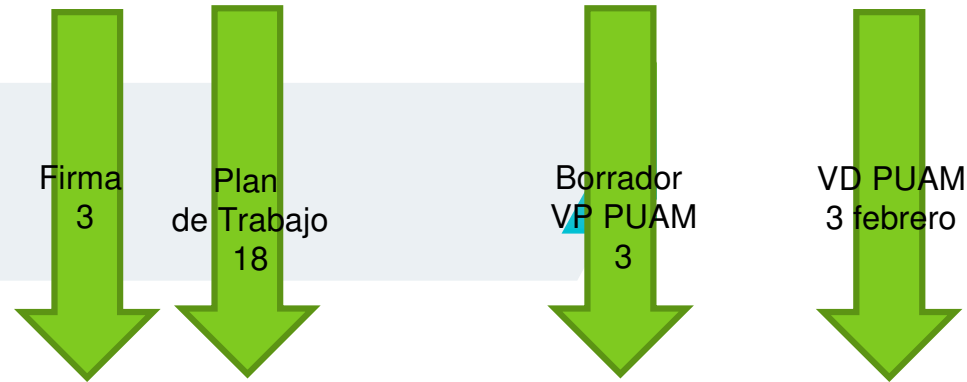 Firma
3
Plan
de Trabajo
18
Borrador
VP PUAM
3
VD PUAM
3 febrero